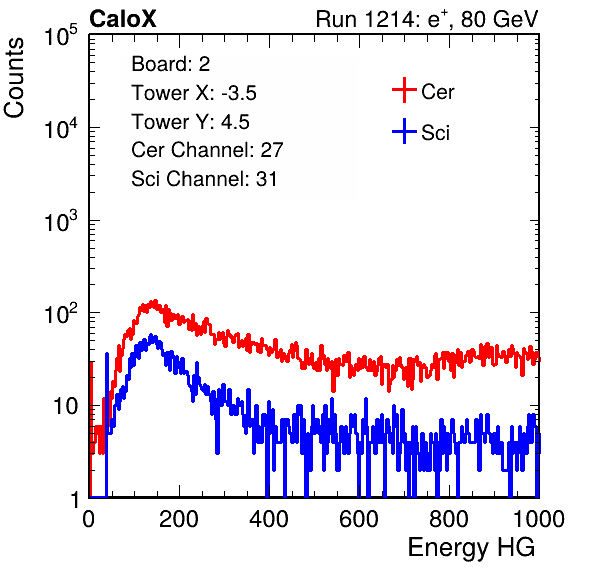 CaloX Run 1214: e⁺, 80 GeV
Counts
Board: 2
Tower X: -3.5
Tower Y: 4.5
Cer Channel: 27
Sci Channel: 31
Cer
Sci
10⁵
10⁴
10³
10²
10
1
0 200 400 600 800 1000
Energy HG